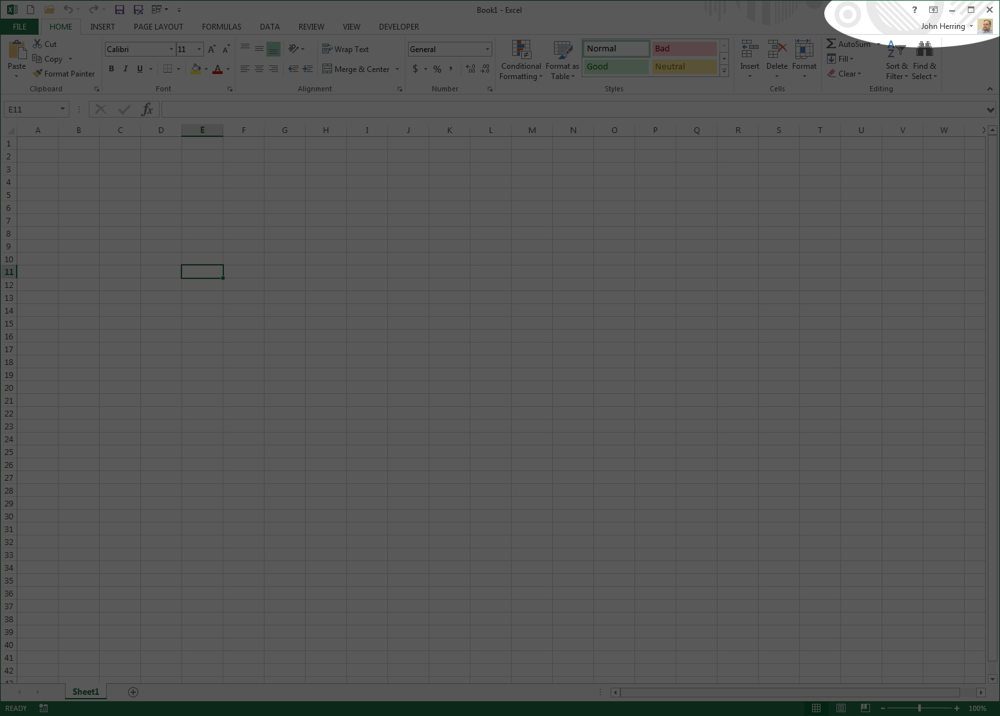 Book1 - Excel
?
FILE HOME INSERT PAGE LAYOUT FORMULAS DATA REVIEW VIEW DEVELOPER
John Herring
Paste
Cut
Copy
Format Painter
Clipboard
Calibri 11 A A
B I U A
Font
Wrap Text
Merge & Center
Alignment
General
$ % , .00 .00
Number
Conditional
Formatting
Format as
Table
Normal Bad
Good Neutral
Styles
Insert Delete Format
Cells
AutoSum
Fill
Clear
A
Z
Sort &
Filter
Find &
Select
Editing
E11 fx
A B C D E F G H I J K L M N O P Q R S T U V W X
1
2
3
4
5
6
7
8
9
10
11
12
13
14
15
16
17
18
19
20
21
22
23
24
25
26
27
28
29
30
31
32
33
34
35
36
37
38
39
40
41
42
43
Sheet1
READY 100%